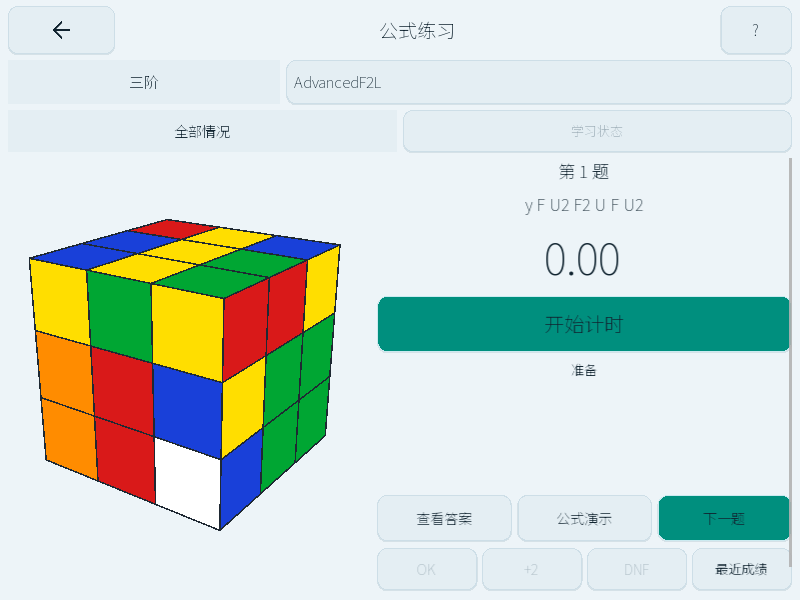 公式练习
?
三阶
AdvancedF2L
全部情况
学习状态
第 1 题
y F U2 F2 U F U2
0.00
开始计时
准备
查看答案
公式演示
下一题
OK
+2
DNF
最近成绩